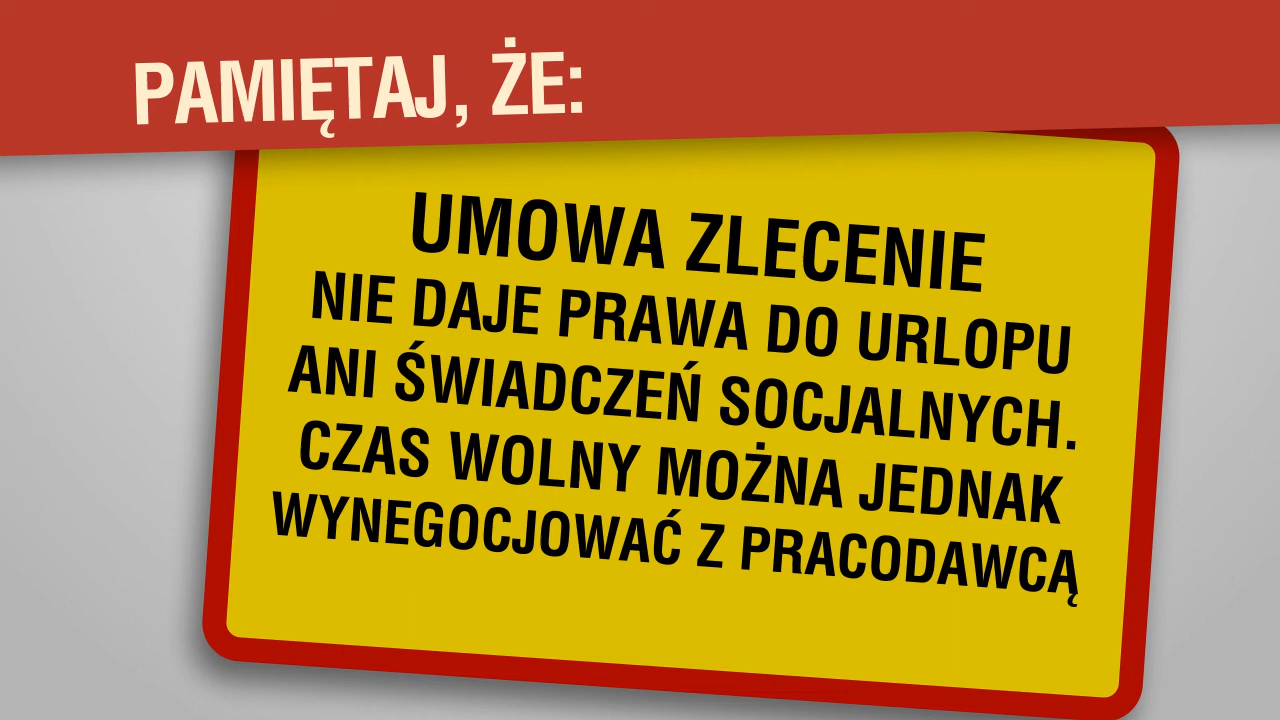 PAMIĘTAJ, ŻE:
UMOWA ZLECENIE
NIE DAJE PRAWA DO URLOPU
ANI ŚWIADCZEŃ SOCJALNYCH.
CZAS WOLNY MOŻNA JEDNAK
WYNEGOCJOWAĆ Z PRACODAWCĄ